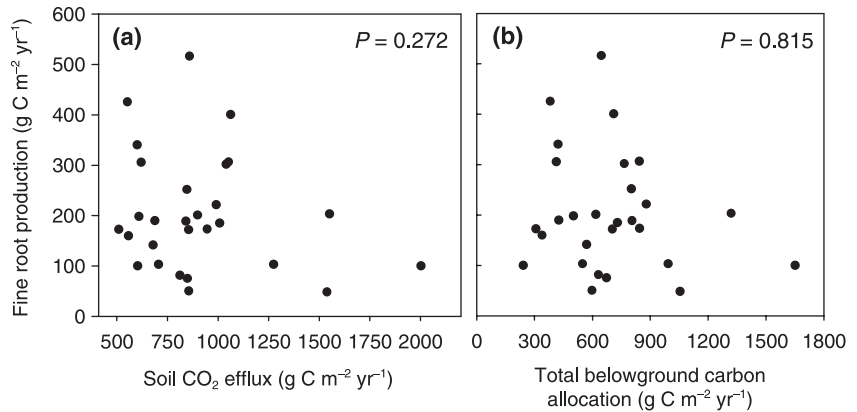 (a)
P = 0.272
(b)
P = 0.815
Fine root production (g C m⁻² yr⁻¹)
600
500
400
300
200
100
0
500 750 1000 1250 1500 1750 2000
0 300 600 900 1200 1500 1800
Soil CO₂ efflux (g C m⁻² yr⁻¹)
Total belowground carbon
allocation (g C m⁻² yr⁻¹)